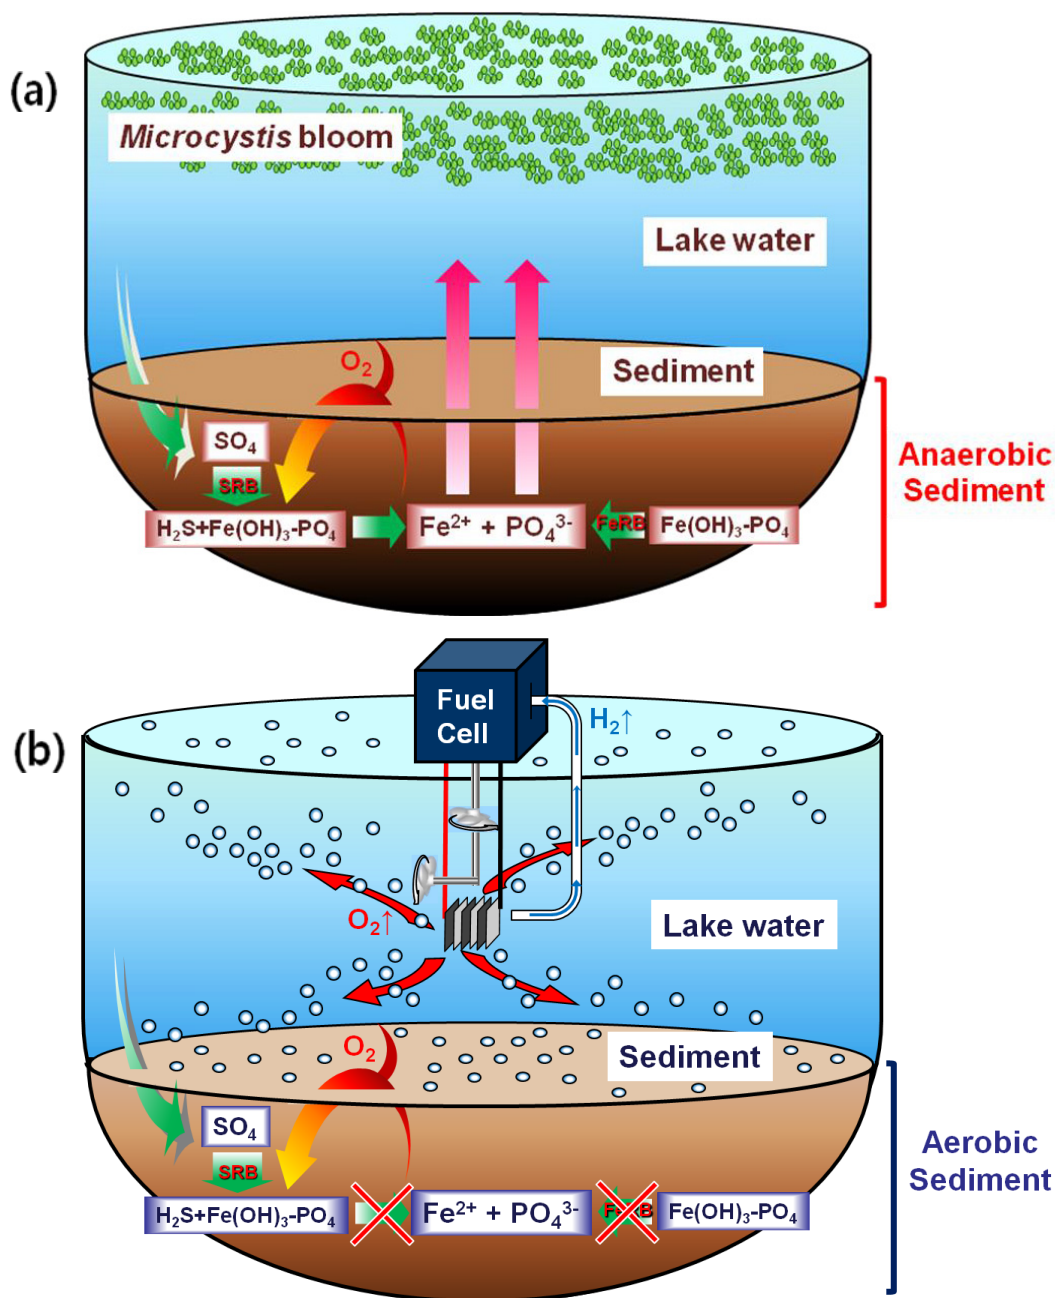 (a)
Microcystis bloom
Lake water
Sediment
O₂
SO₄
SRB
H₂S+Fe(OH)₃-PO₄
Fe²⁺ + PO₄³⁻
FeRB
Fe(OH)₃-PO₄
Anaerobic
Sediment
(b)
Fuel
Cell
H₂↑
O₂↑
Lake water
Sediment
O₂
SO₄
SRB
H₂S+Fe(OH)₃-PO₄
Fe²⁺ + PO₄³⁻
FeRB
Fe(OH)₃-PO₄
Aerobic
Sediment